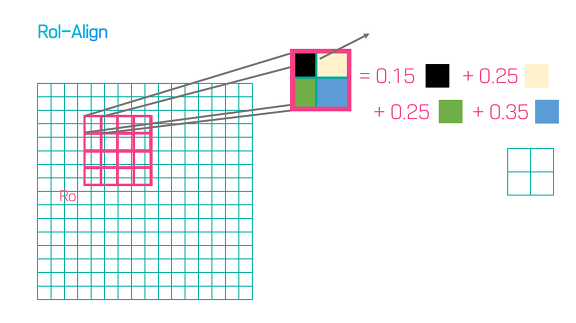 RoI-Align
= 0.15 + 0.25
+ 0.25 + 0.35
RoI